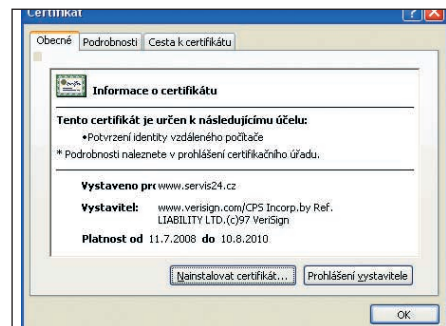 Certifikát
Obecné Podrobnosti Cesta k certifikátu
Informace o certifikátu
Tento certifikát je určen k následujícímu účelu:
•Potvrzení identity vzdáleného počítače
* Podrobnosti naleznete v prohlášení certifikačního úřadu.
Vystaveno pro www.servis24.cz
Vystavitel: www.verisign.com/CPS Incorp.by Ref.
LIABILITY LTD.(c)97 VeriSign
Platnost od 11.7.2008 do 10.8.2010
Nainstalovat certifikát... Prohlášení vystavitele
OK